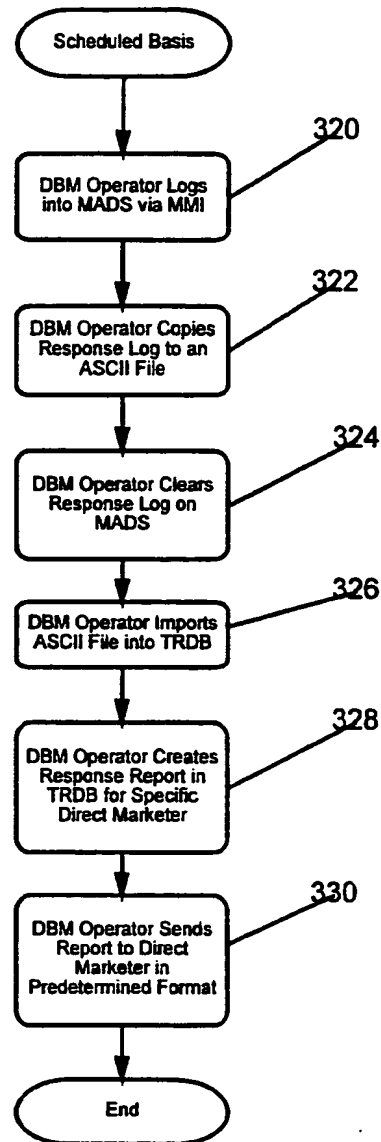 Scheduled Basis
320
DBM Operator Logs
into MADS via MMI
322
DBM Operator Copies
Response Log to an
ASCII File
324
DBM Operator Clears
Response Log on
MADS
326
DBM Operator Imports
ASCII File into TRDB
328
DBM Operator Creates
Response Report in
TRDB for Specific
Direct Marketer
330
DBM Operator Sends
Report to Direct
Marketer in
Predetermined Format
End